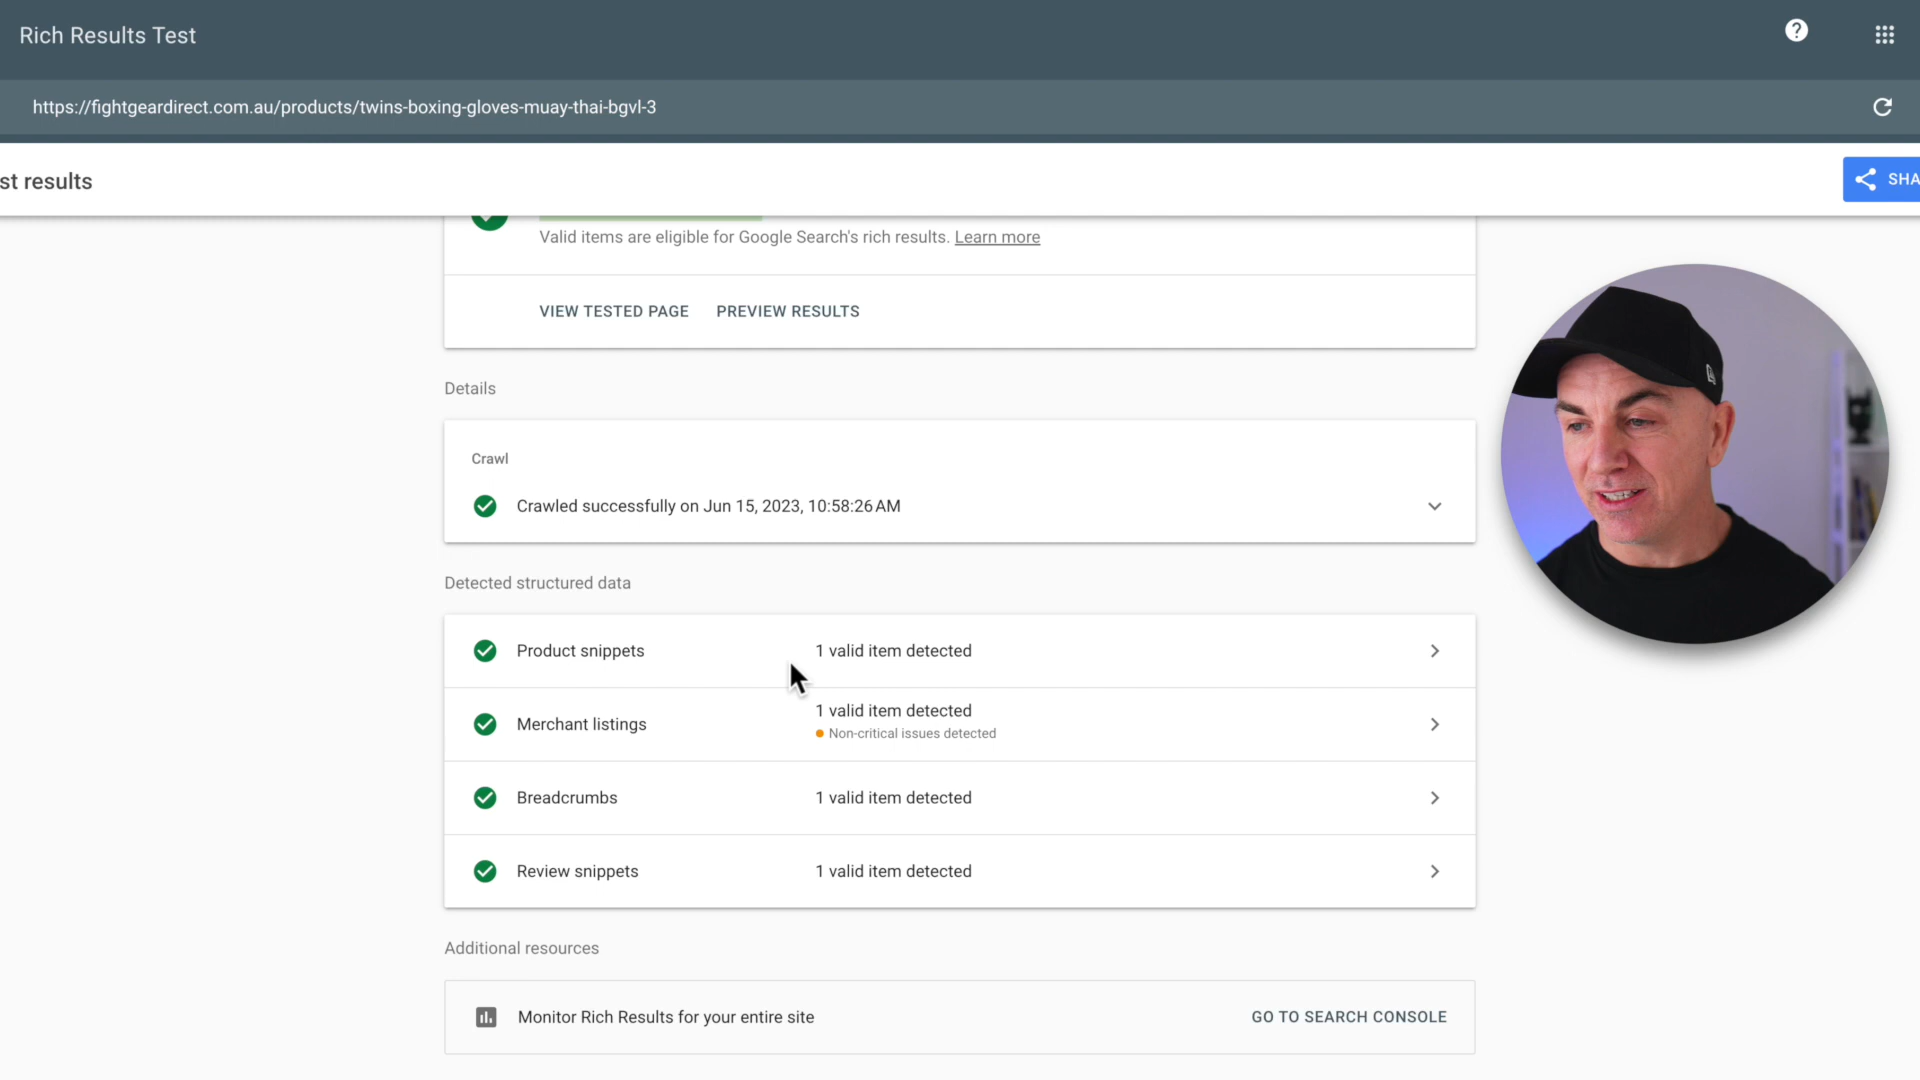 Rich Results Test
https://fightgeardirect.com.au/products/twins-boxing-gloves-muay-thai-bgvl-3
st results
SHA
Valid items are eligible for Google Search's rich results. Learn more
VIEW TESTED PAGE PREVIEW RESULTS
Details
Crawl
Crawled successfully on Jun 15, 2023, 10:58:26 AM
Detected structured data
Product snippets 1 valid item detected
Merchant listings 1 valid item detected
Non-critical issues detected
Breadcrumbs 1 valid item detected
Review snippets 1 valid item detected
Additional resources
Monitor Rich Results for your entire site GO TO SEARCH CONSOLE